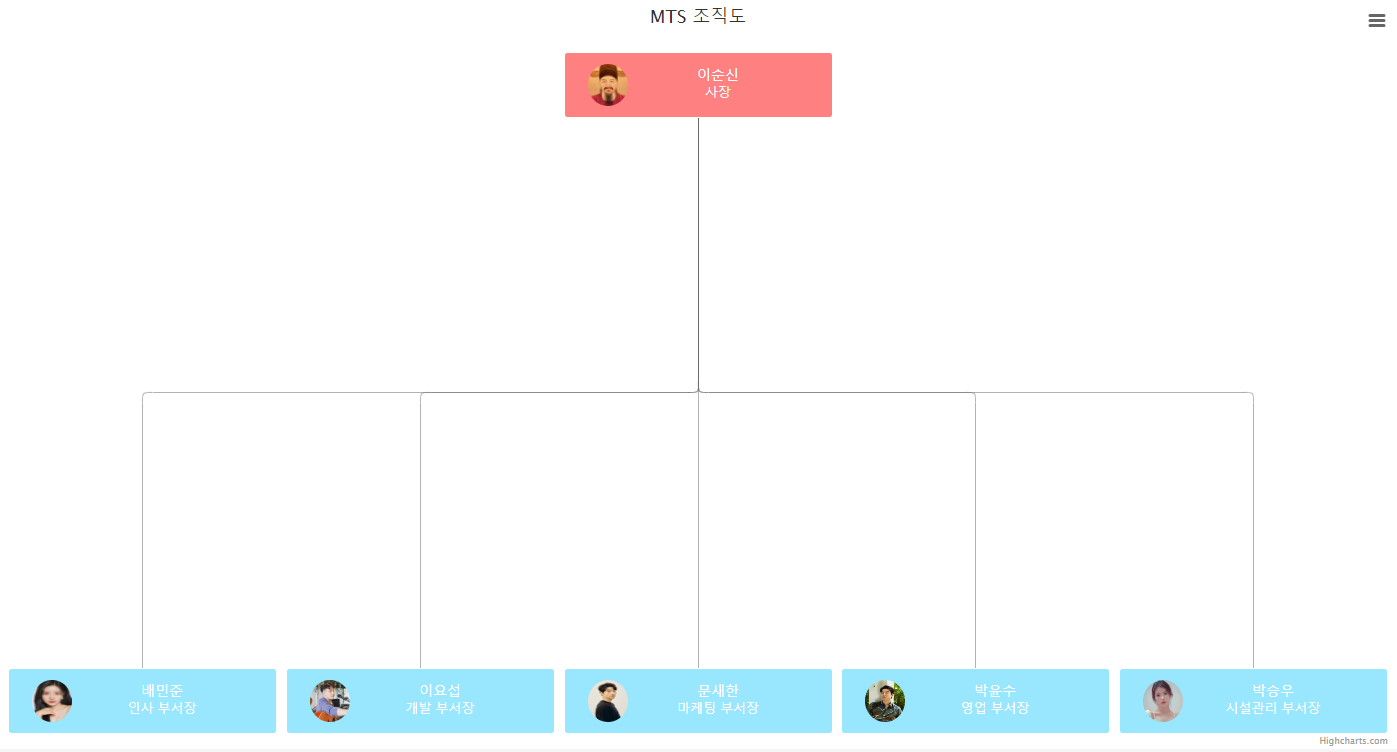 MTS 조직도
이순신
사장
배민준
인사 부서장
이요섭
개발 부서장
문새한
마케팅 부서장
박윤수
영업 부서장
박승우
시설관리 부서장
Highcharts.com